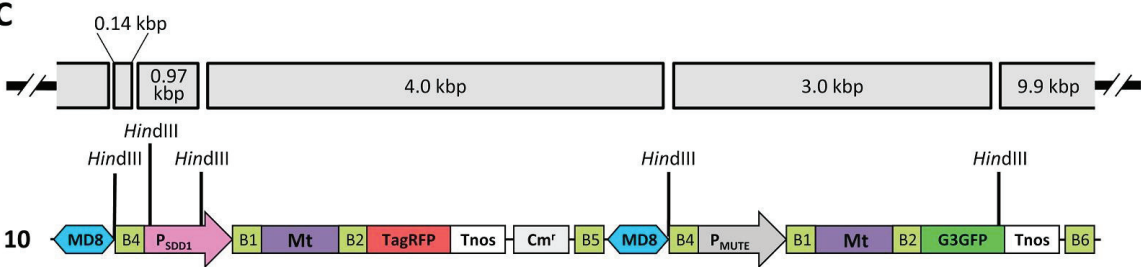 C
0.14 kbp
0.97
kbp
4.0 kbp
3.0 kbp
9.9 kbp
HindIII
HindIII HindIII HindIII HindIII
10 MD8 B4 PSDD1 B1 Mt B2 TagRFP Tnos Cmr B5 MD8 B4 PMUTE B1 Mt B2 G3GFP Tnos B6